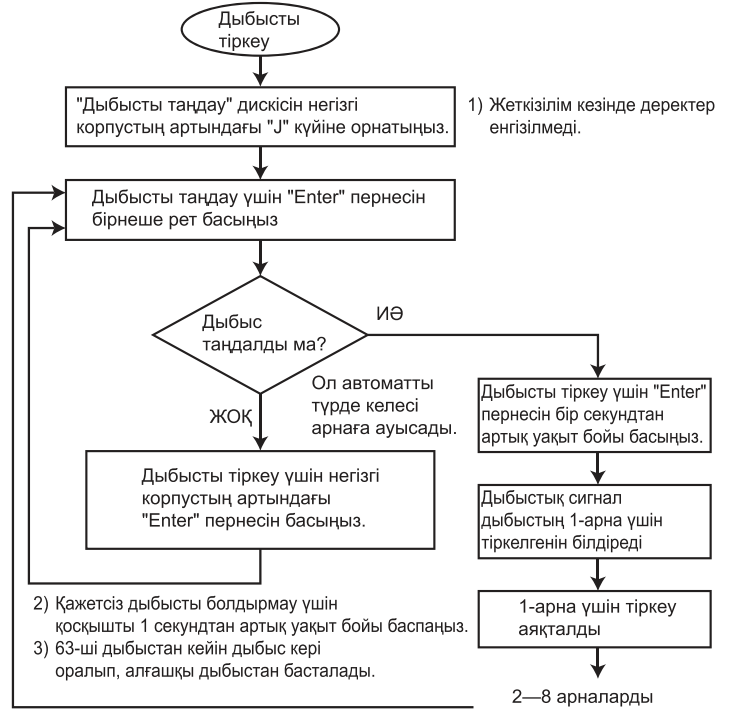 Дыбысты
тіркеу
"Дыбысты таңдау" дискісін негізгі
корпустың артындағы "J" күйіне орнатыңыз.
1) Жеткізілім кезінде деректер
енгізілмеді.
Дыбысты таңдау үшін "Enter" пернесін
бірнеше рет басыңыз
Дыбыс
таңдалды ма?
ИӘ
ЖОҚ
Ол автоматты
түрде келесі
арнаға ауысады.
Дыбысты тіркеу үшін "Enter"
пернесін бір секундтан
артық уақыт бойы басыңыз.
Дыбысты тіркеу үшін негізгі
корпустың артындағы
"Enter" пернесін басыңыз.
Дыбыстық сигнал
дыбыстың 1-арна үшін
тіркелгенін білдіреді
1-арна үшін тіркеу
аяқталды
2) Қажетсіз дыбысты болдырмау үшін
қосқышты 1 секундтан артық уақыт бойы баспаңыз.
3) 63-ші дыбыстан кейін дыбыс кері
оралып, алғашқы дыбыстан басталады.
2—8 арналарды